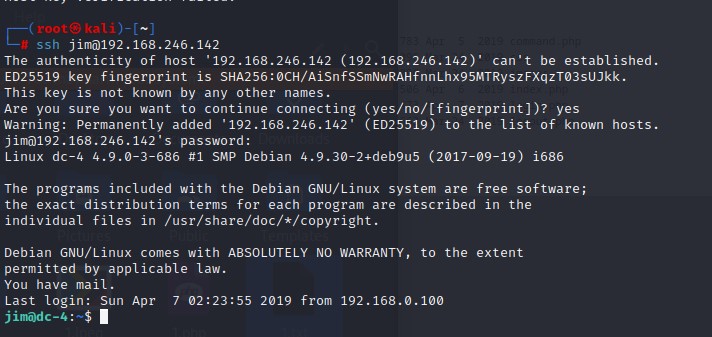 ┌──(root㉿kali)-[~]
└─# ssh jim@192.168.246.142
The authenticity of host '192.168.246.142 (192.168.246.142)' can't be established.
ED25519 key fingerprint is SHA256:0CH/AiSnfSSmNwRAHfnnLhx95MTRyszFXqzT03sUJkk.
This key is not known by any other names.
Are you sure you want to continue connecting (yes/no/[fingerprint])? yes
Warning: Permanently added '192.168.246.142' (ED25519) to the list of known hosts.
jim@192.168.246.142's password:
Linux dc-4 4.9.0-3-686 #1 SMP Debian 4.9.30-2+deb9u5 (2017-09-19) i686
The programs included with the Debian GNU/Linux system are free software;
the exact distribution terms for each program are described in the
individual files in /usr/share/doc/*/copyright.
Debian GNU/Linux comes with ABSOLUTELY NO WARRANTY, to the extent
permitted by applicable law.
You have mail.
Last login: Sun Apr  7 02:23:55 2019 from 192.168.0.100
jim@dc-4:~$